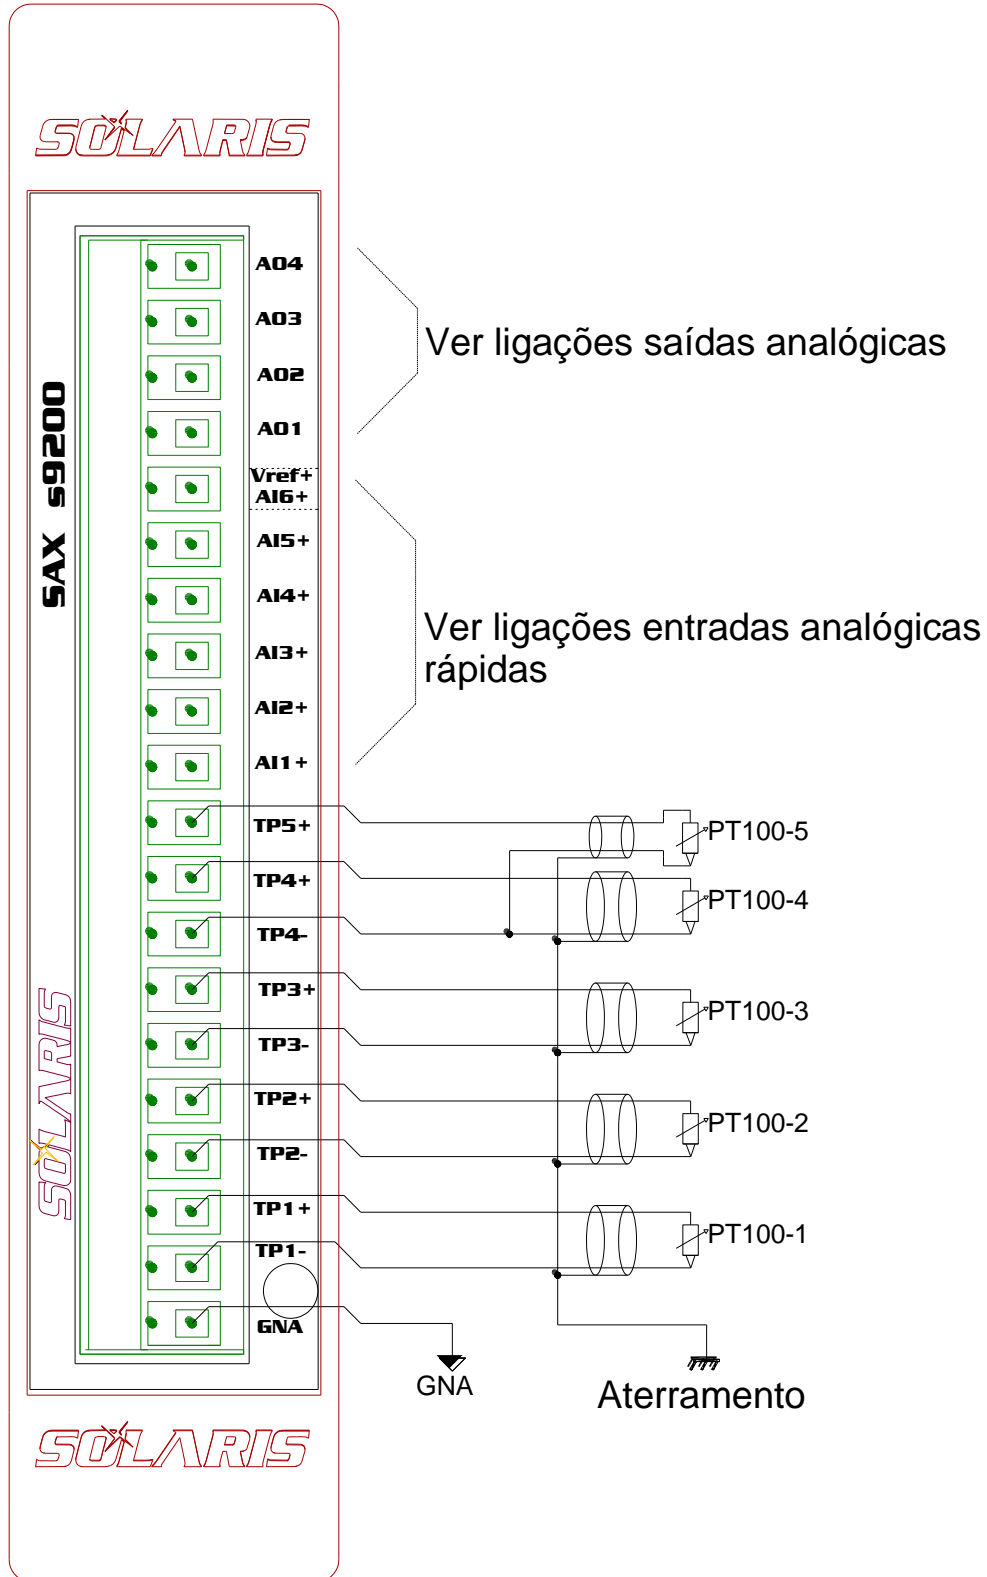 SOLARIS
SAX s9200
SOLARIS
AO4
AO3
AO2
AO1
Vref+
AI6+
AI5+
AI4+
AI3+
AI2+
AI1+
TP5+
TP4+
TP4-
TP3+
TP3-
TP2+
TP2-
TP1+
TP1-
GNA
Ver ligações saídas analógicas
Ver ligações entradas analógicas
rápidas
PT100-5
PT100-4
PT100-3
PT100-2
PT100-1
GNA
Aterramento
SOLARIS